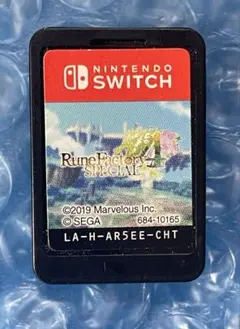 NINTENDO
SWITCH
Rune Factory 4
SPECIAL
©2019 Marvelous Inc.
©SEGA 684-10165
LA-H-AR5EE-CHT